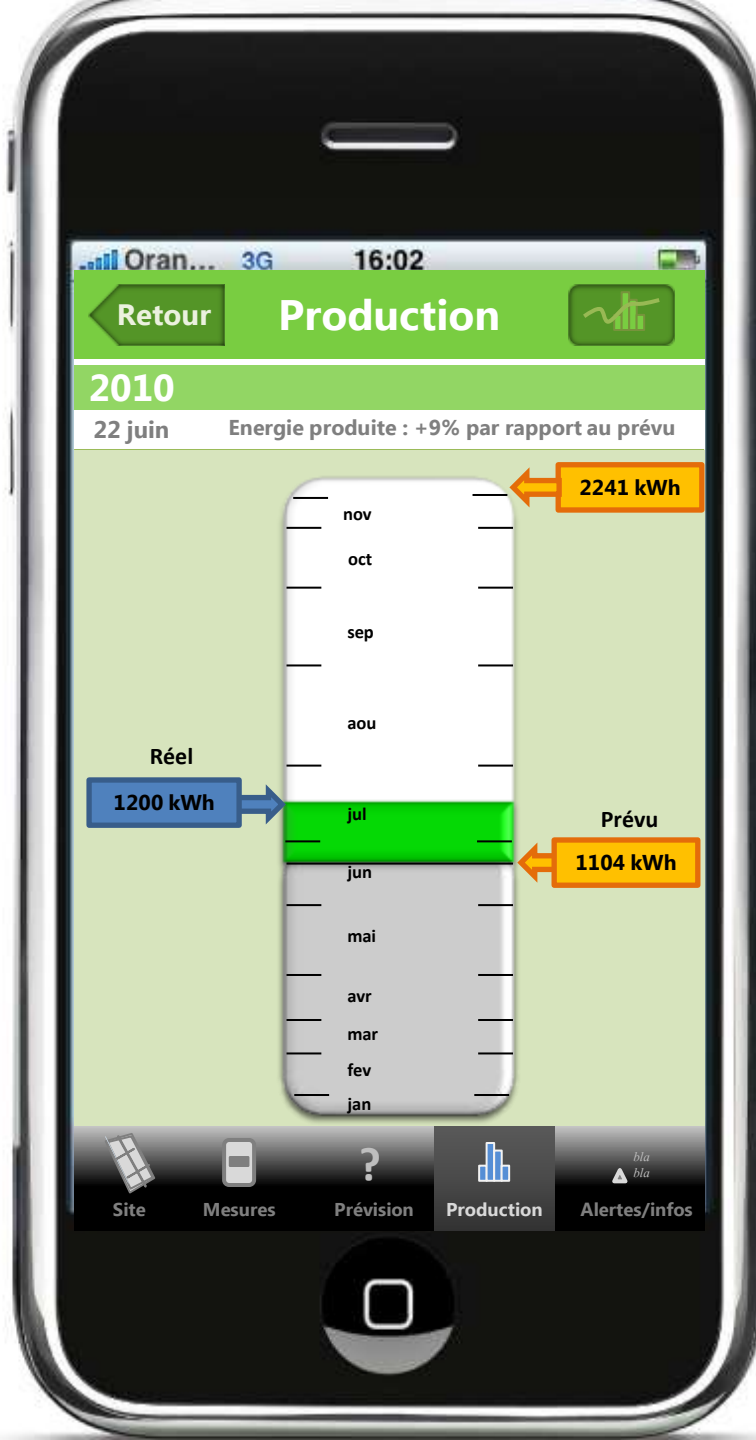 Oran... 3G 16:02
Retour Production
2010
22 juin Energie produite : +9% par rapport au prévu
2241 kWh
nov
oct
sep
aou
Réel
1200 kWh
jul
Prévu
1104 kWh
jun
mai
avr
mar
fev
jan
?
bla
bla
Site Mesures Prévision Production Alertes/infos